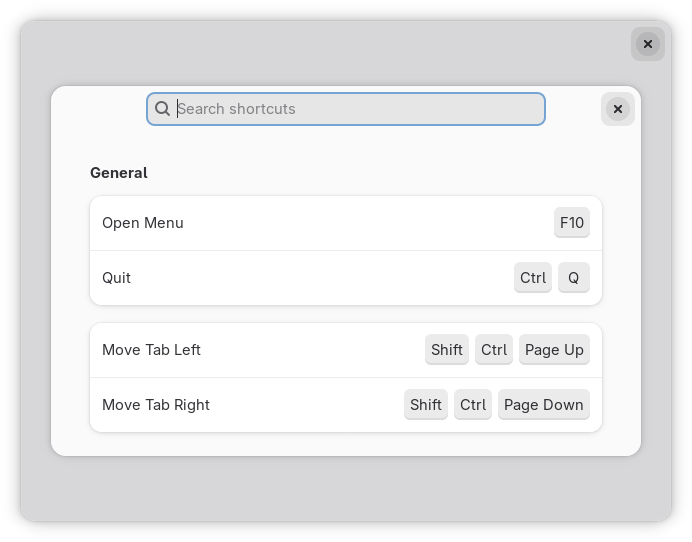 Search shortcuts
General
Open Menu F10
Quit Ctrl Q
Move Tab Left Shift Ctrl Page Up
Move Tab Right Shift Ctrl Page Down